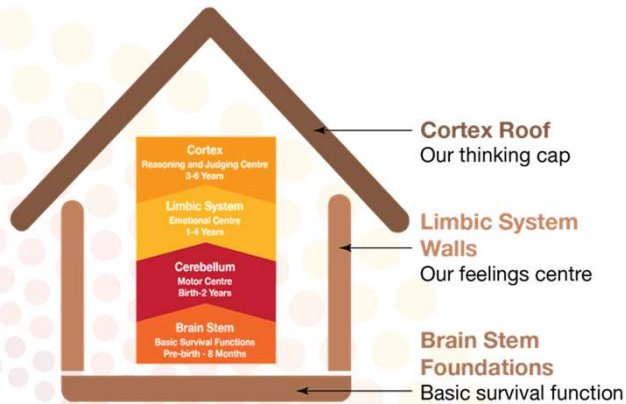 Cortex
Reasoning and Judging Centre
3-6 Years
Limbic System
Emotional Centre
1-4 Years
Cerebellum
Motor Centre
Birth-2 Years
Brain Stem
Basic Survival Functions
Pre-birth - 8 Months
Cortex Roof
Our thinking cap
Limbic System
Walls
Our feelings centre
Brain Stem
Foundations
Basic survival function